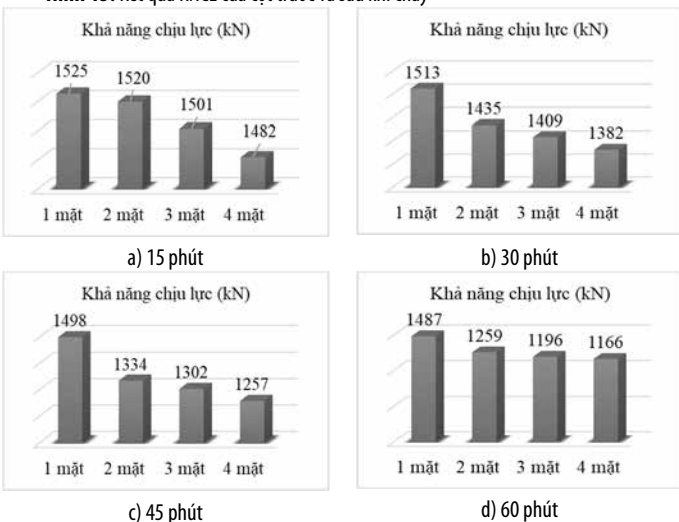 Khả năng chịu lực (kN)
1525
1520
1501
1482
1 mặt 2 mặt 3 mặt 4 mặt
a) 15 phút
Khả năng chịu lực (kN)
1513
1435
1409
1382
1 mặt 2 mặt 3 mặt 4 mặt
b) 30 phút
Khả năng chịu lực (kN)
1498
1334
1302
1257
1 mặt 2 mặt 3 mặt 4 mặt
c) 45 phút
Khả năng chịu lực (kN)
1487
1259
1196
1166
1 mặt 2 mặt 3 mặt 4 mặt
d) 60 phút